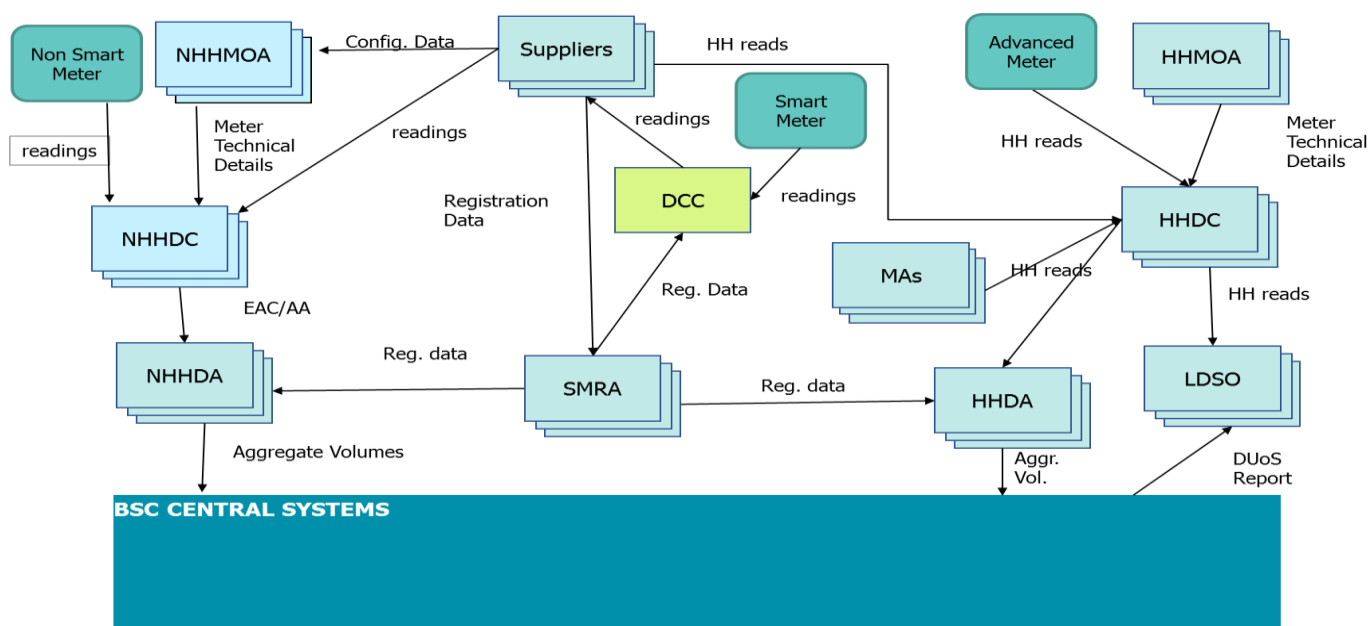 Non Smart
Meter
NHHMOA
Config. Data
Suppliers
HH reads
Advanced
Meter
HHMOA
Smart
Meter
readings
Meter
Technical
Details
readings
readings
HH reads
Meter
Technical
Details
Registration
Data
DCC
readings
NHHDC
HHDC
MAs
HH reads
Reg. Data
EAC/AA
HH reads
NHHDA
Reg. data
SMRA
Reg. data
HHDA
LDSO
Aggregate Volumes
Aggr.
Vol.
DUoS
Report
BSC CENTRAL SYSTEMS